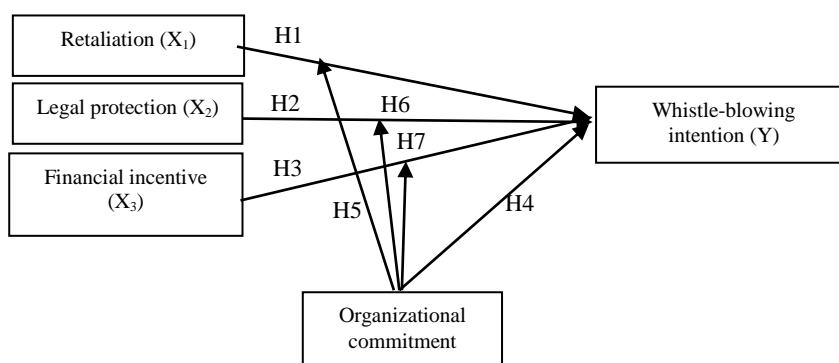 Retaliation (X₁)
H1
Legal protection (X₂)
H2
H6
Whistle-blowing
intention (Y)
H7
Financial incentive
(X₃)
H3
H5
H4
Organizational
commitment